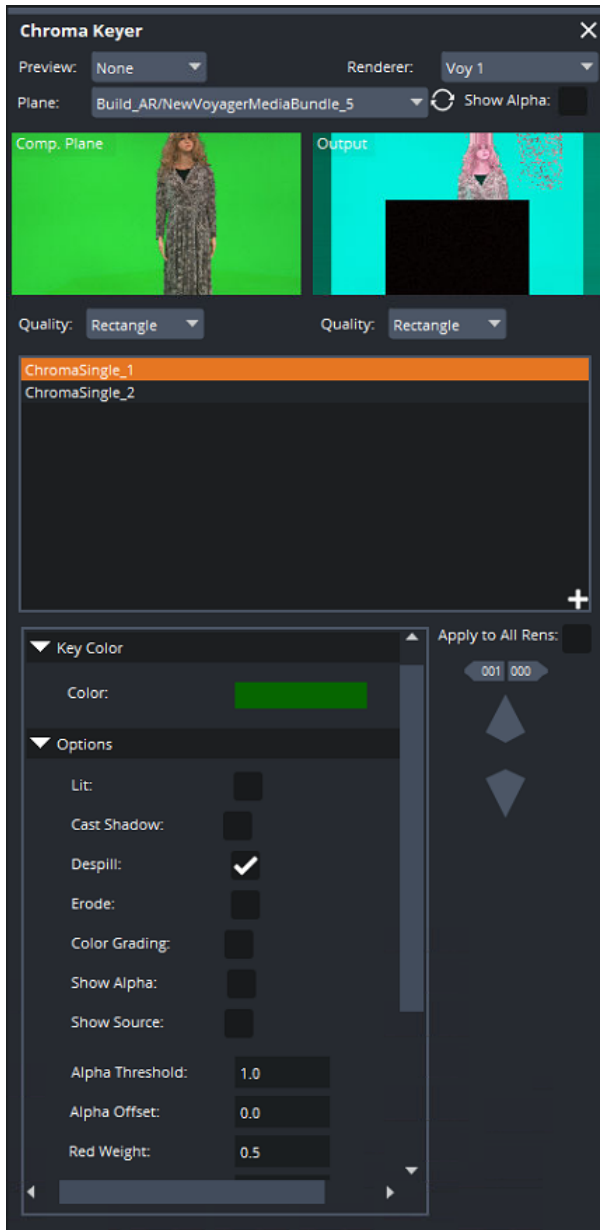 Chroma Keyer
Preview: None Renderer: Voy 1
Plane: Build_AR/NewVoyagerMediaBundle_5 Show Alpha:
Comp. Plane Output
Quality: Rectangle Quality: Rectangle
ChromaSingle_1
ChromaSingle_2
Key Color Apply to All Rens:
001 000
Color:
Options
Lit:
Cast Shadow:
Despill:
Erode:
Color Grading:
Show Alpha:
Show Source:
Alpha Threshold: 1.0
Alpha Offset: 0.0
Red Weight: 0.5